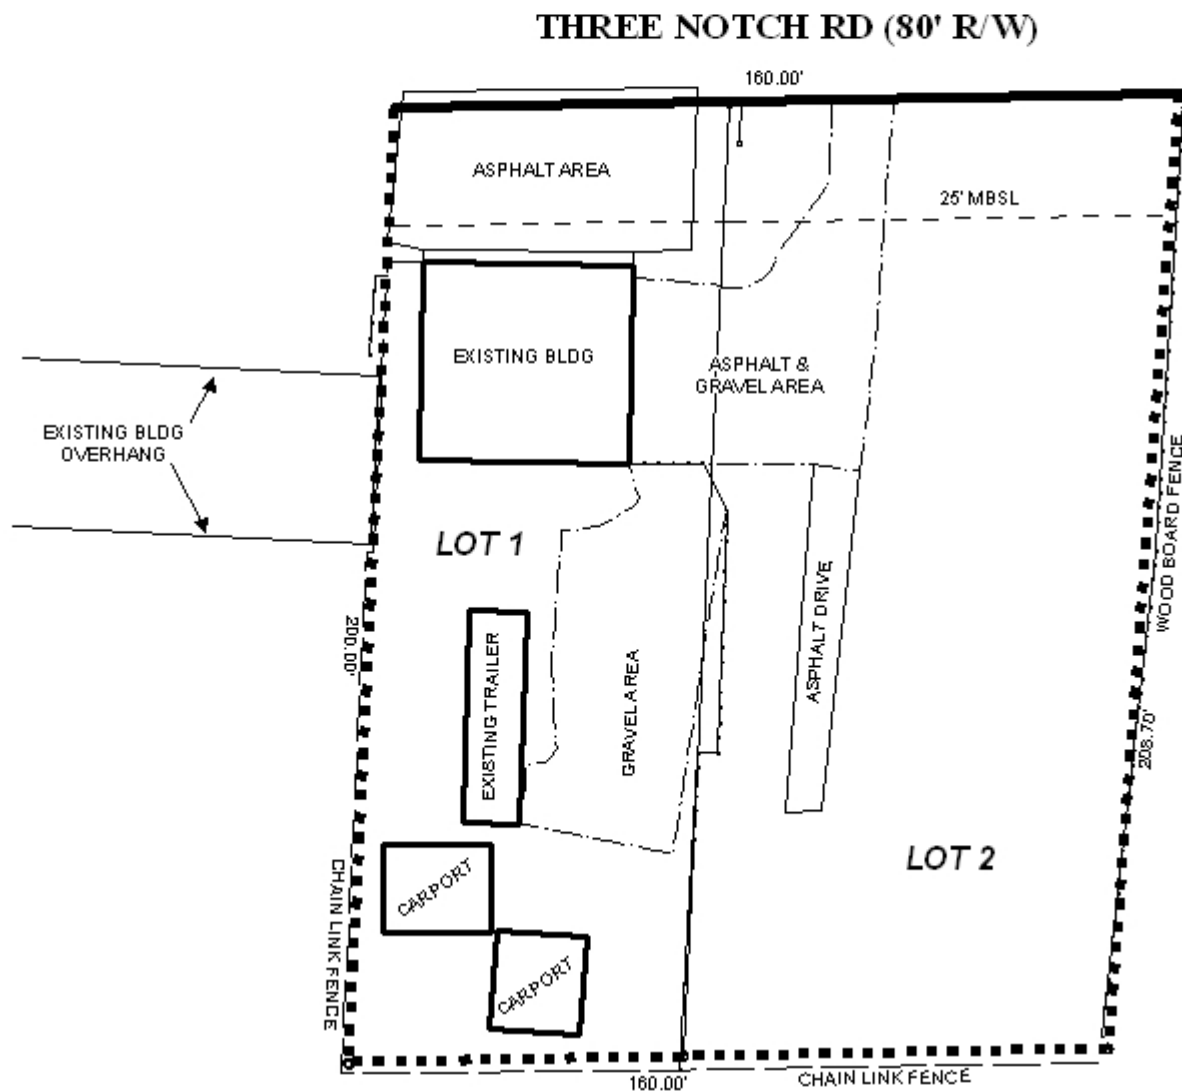 THREE NOTCH RD (80' R/W)
160.00'
ASPHALT AREA
25' MBSL
EXISTING BLDG
ASPHALT &
GRAVEL AREA
EXISTING BLDG
OVERHANG
WOOD BOARD FENCE
LOT 1
ASPHALT DRIVE
200.00'
EXISTING TRAILER
GRAVEL AREA
208.70'
LOT 2
CHAIN LINK FENCE
CARPORT
CARPORT
160.00'
CHAIN LINK FENCE